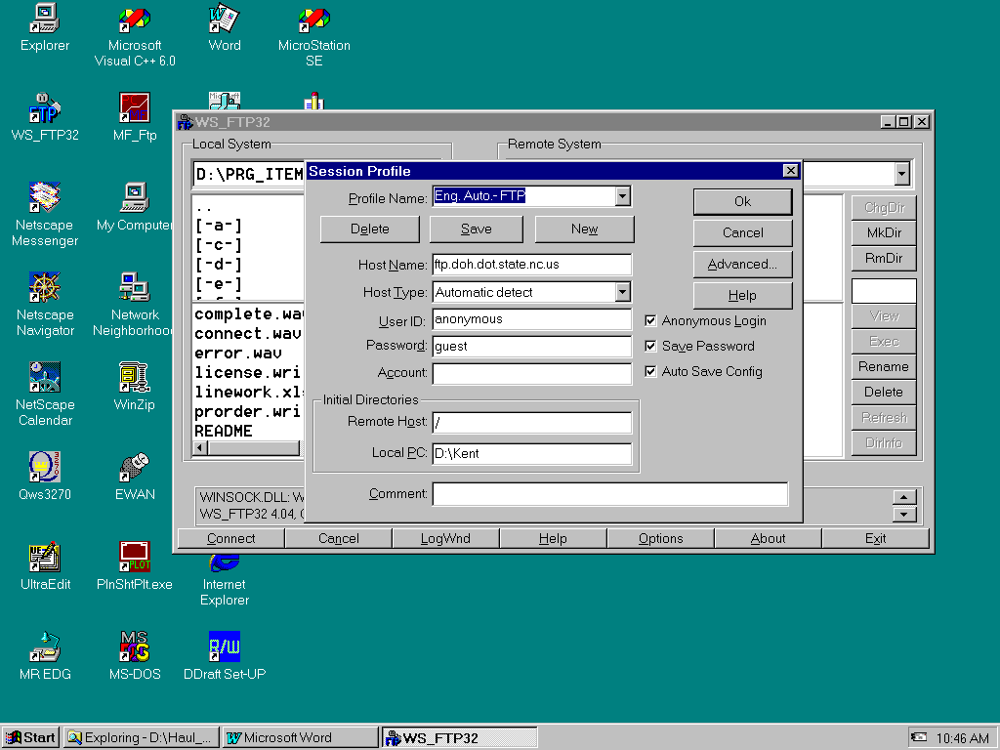 Explorer
Microsoft
Visual C++ 6.0
Word
MicroStation
SE
WS_FTP32
MF_Ftp
Netscape
Messenger
My Computer
Netscape
Navigator
Network
Neighborhood
NetScape
Calendar
WinZip
Qws3270
EWAN
UltraEdit
PlnShtPlt.exe
Internet
Explorer
MR EDG
MS-DOS
DDraft Set-UP
WS_FTP32
Local System
Remote System
D:\PRG_ITEM
..
[-a-]
[-c-]
[-d-]
[-e-]
complete.wav
connect.wav
error.wav
license.wri
linework.xls
prorder.wri
README
ChgDir
MkDir
RmDir
View
Exec
Rename
Delete
Refresh
DirInfo
Session Profile
Profile Name: Eng. Auto.- FTP
Ok
Delete
Save
New
Cancel
Host Name: ftp.doh.dot.state.nc.us
Advanced...
Host Type: Automatic detect
Help
User ID: anonymous
Anonymous Login
Password: guest
Save Password
Account:
Auto Save Config
Initial Directories
Remote Host: /
Local PC: D:\Kent
Comment:
WINSOCK.DLL: W
WS_FTP32 4.04,
Connect
Cancel
LogWnd
Help
Options
About
Exit
Start
Exploring - D:\Haul_...
Microsoft Word
WS_FTP32
10:46 AM